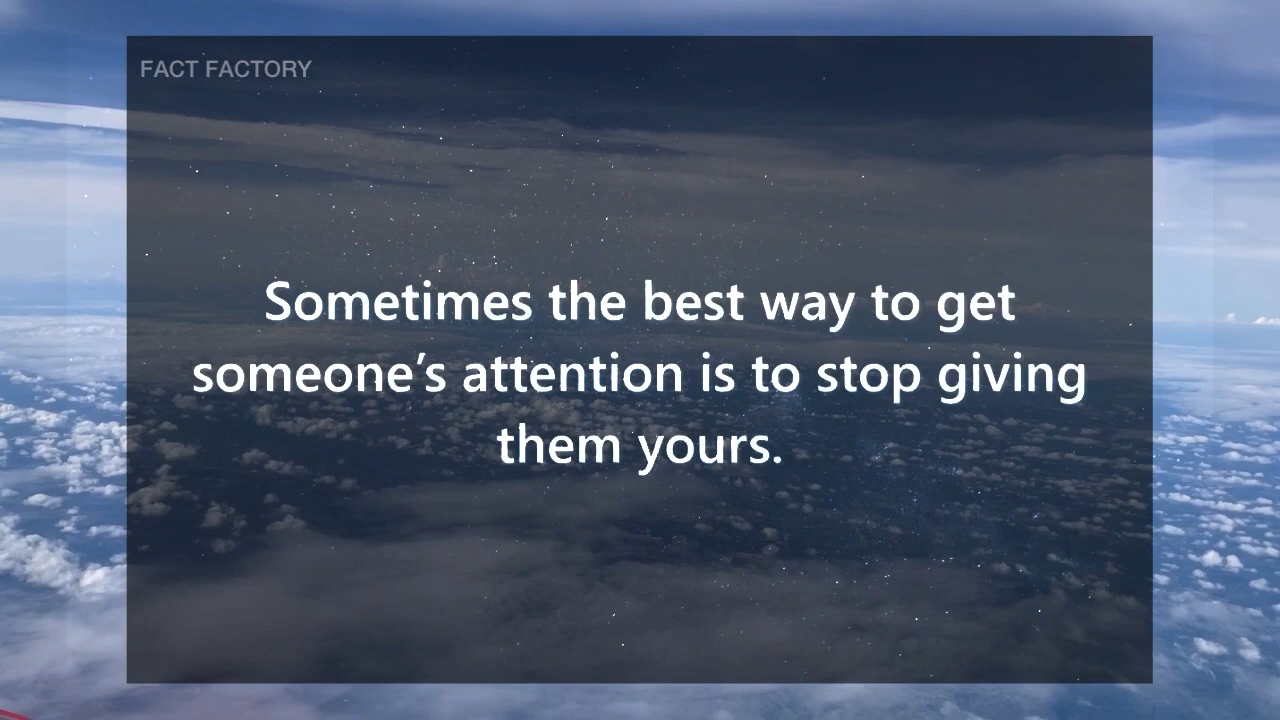 FACT FACTORY
Sometimes the best way to get
someone’s attention is to stop giving
them yours.